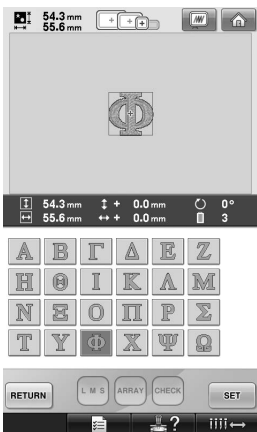 54.3 mm
55.6 mm
Φ
54.3 mm + 0.0 mm 0°
55.6 mm + 0.0 mm 3
Α Β Γ Δ Ε Ζ
Η Θ Ι Κ Λ Μ
Ν Ξ Ο Π Ρ Σ
Τ Υ Φ Χ Ψ Ω
RETURN L M S ARRAY CHECK SET
?